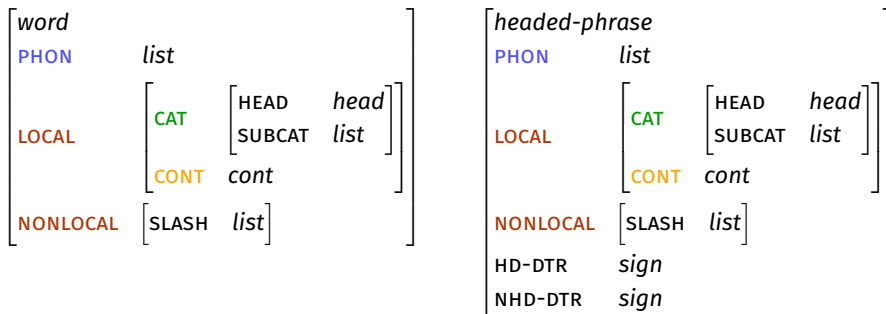 word
PHON list
LOCAL
CAT
HEAD head
SUBCAT list
CONT cont
NONLOCAL SLASH list
headed-phrase
PHON list
LOCAL
CAT
HEAD head
SUBCAT list
CONT cont
NONLOCAL SLASH list
HD-DTR sign
NHD-DTR sign